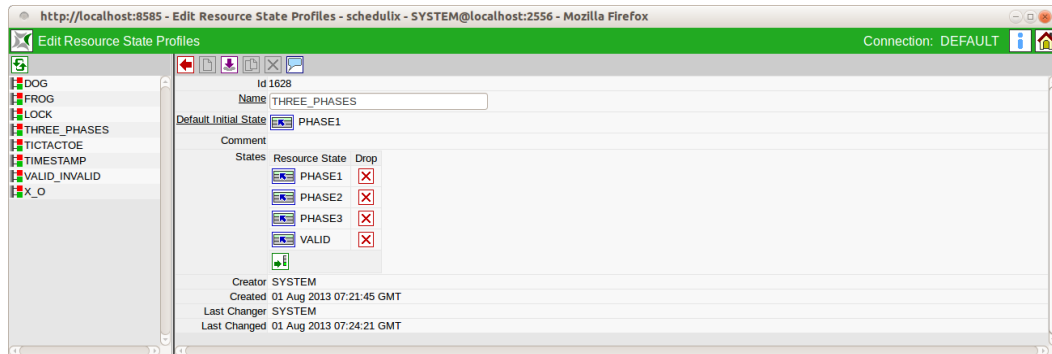 http://localhost:8585 - Edit Resource State Profiles - schedulix - SYSTEM@localhost:2556 - Mozilla Firefox
Edit Resource State Profiles Connection: DEFAULT
DOG
FROG
LOCK
THREE_PHASES
TICTACTOE
TIMESTAMP
VALID_INVALID
X_O
Id 1628
Name THREE_PHASES
Default Initial State PHASE1
Comment
States Resource State Drop
PHASE1
PHASE2
PHASE3
VALID
Creator SYSTEM
Created 01 Aug 2013 07:21:45 GMT
Last Changer SYSTEM
Last Changed 01 Aug 2013 07:24:21 GMT